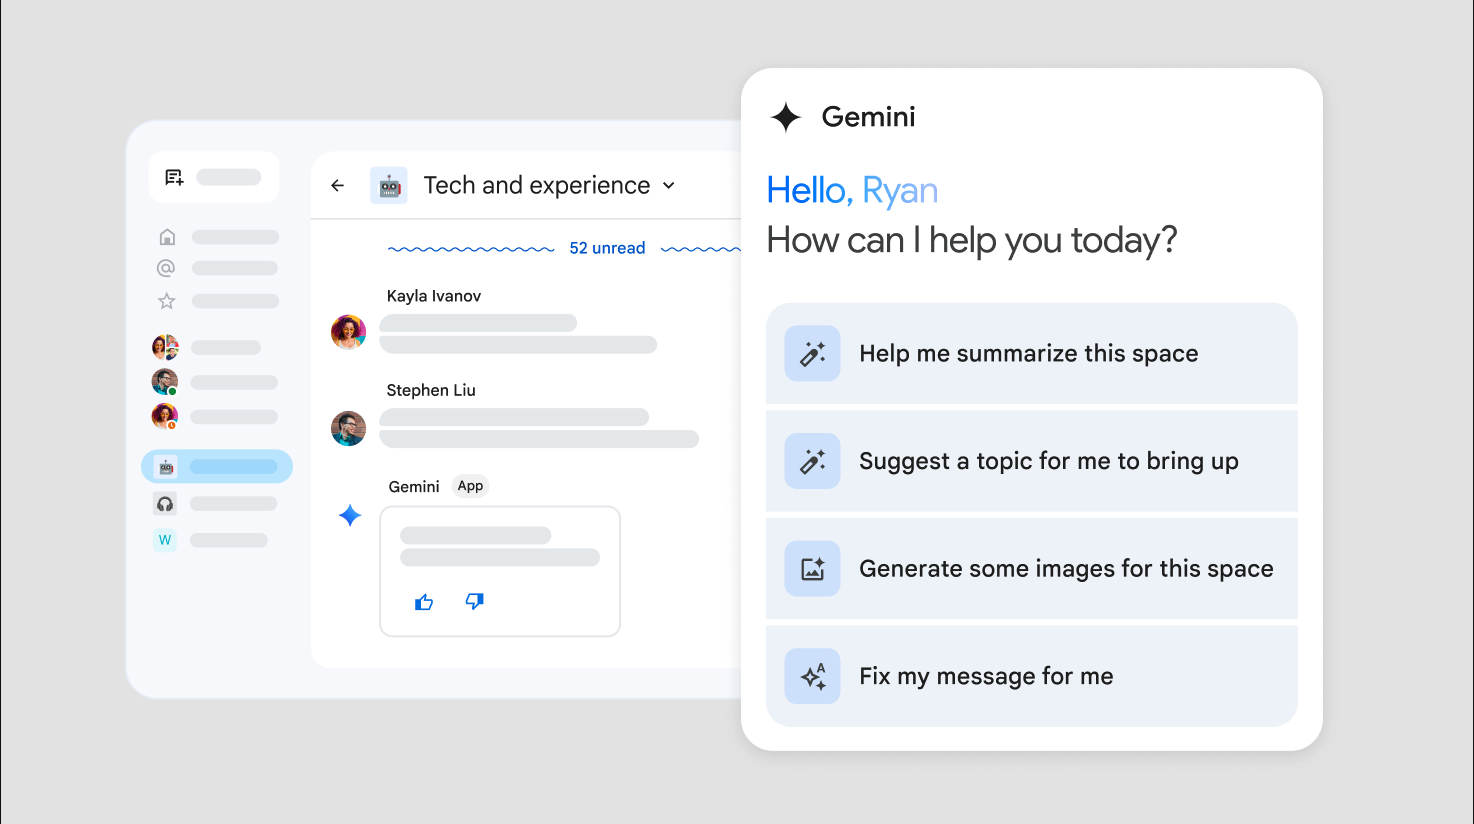 Tech and experience
52 unread
Kayla Ivanov
Stephen Liu
Gemini App
W
Gemini
Hello, Ryan
How can I help you today?
Help me summarize this space
Suggest a topic for me to bring up
Generate some images for this space
A
Fix my message for me